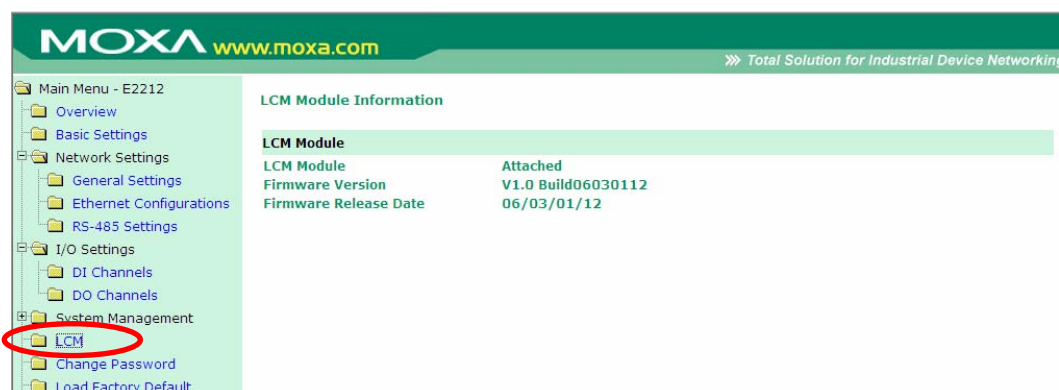 MOXA www.moxa.com
Total Solution for Industrial Device Networking
Main Menu - E2212
Overview
Basic Settings
Network Settings
General Settings
Ethernet Configurations
RS-485 Settings
I/O Settings
DI Channels
DO Channels
System Management
LCM
Change Password
Load Factory Default
LCM Module Information
LCM Module
LCM Module Attached
Firmware Version V1.0 Build06030112
Firmware Release Date 06/03/01/12